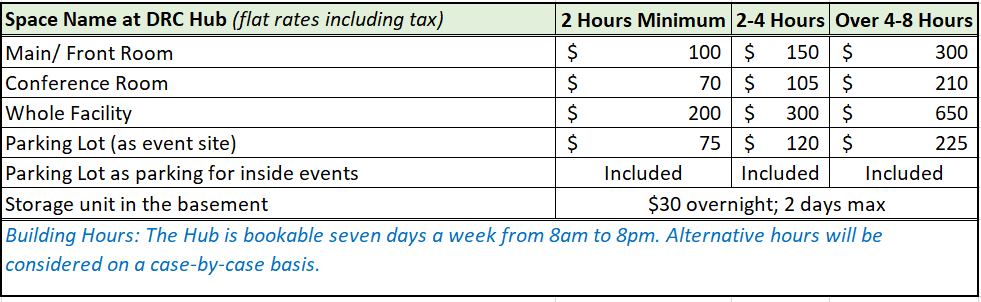 Space Name at DRC Hub (flat rates including tax) 2 Hours Minimum 2-4 Hours Over 4-8 Hours
Main/ Front Room $ 100 $ 150 $ 300
Conference Room $ 70 $ 105 $ 210
Whole Facility $ 200 $ 300 $ 650
Parking Lot (as event site) $ 75 $ 120 $ 225
Parking Lot as parking for inside events Included Included Included
Storage unit in the basement $30 overnight; 2 days max
Building Hours: The Hub is bookable seven days a week from 8am to 8pm. Alternative hours will be
considered on a case-by-case basis.